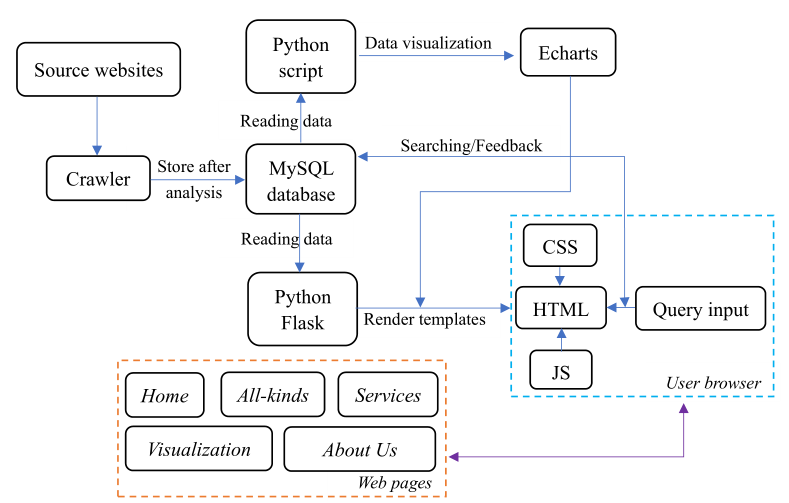 Source websites
Python
script
Data visualization
Echarts
Reading data
Searching/Feedback
Crawler
Store after
analysis
MySQL
database
Reading data
Python
Flask
Render templates
CSS
HTML
Query input
JS
User browser
Home
All-kinds
Services
Visualization
About Us
Web pages